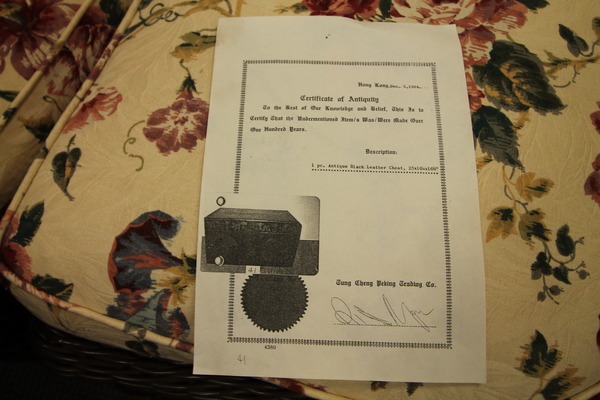 Hong Kong,
Certificate of Antiquity
To the Best of Our Knowledge and Belief, This Is to
Certify That the Undermentioned Item/s Was/Were Made Over
One Hundred Years.
Description:
1 pc. Antique Black Leather Chest,
41
Tung Cheng Peking Trading Co.
41